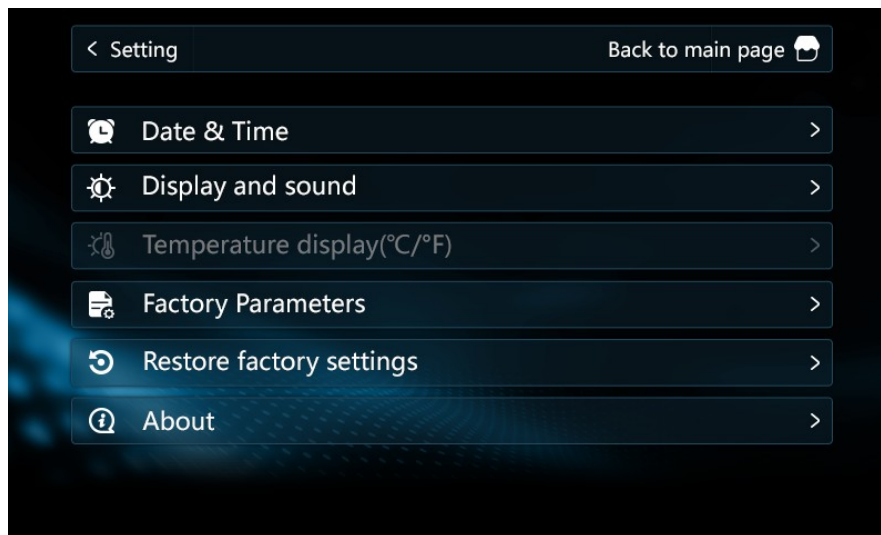 < Setting
Back to main page
Date & Time
Display and sound
Temperature display(℃/℉)
Factory Parameters
Restore factory settings
About